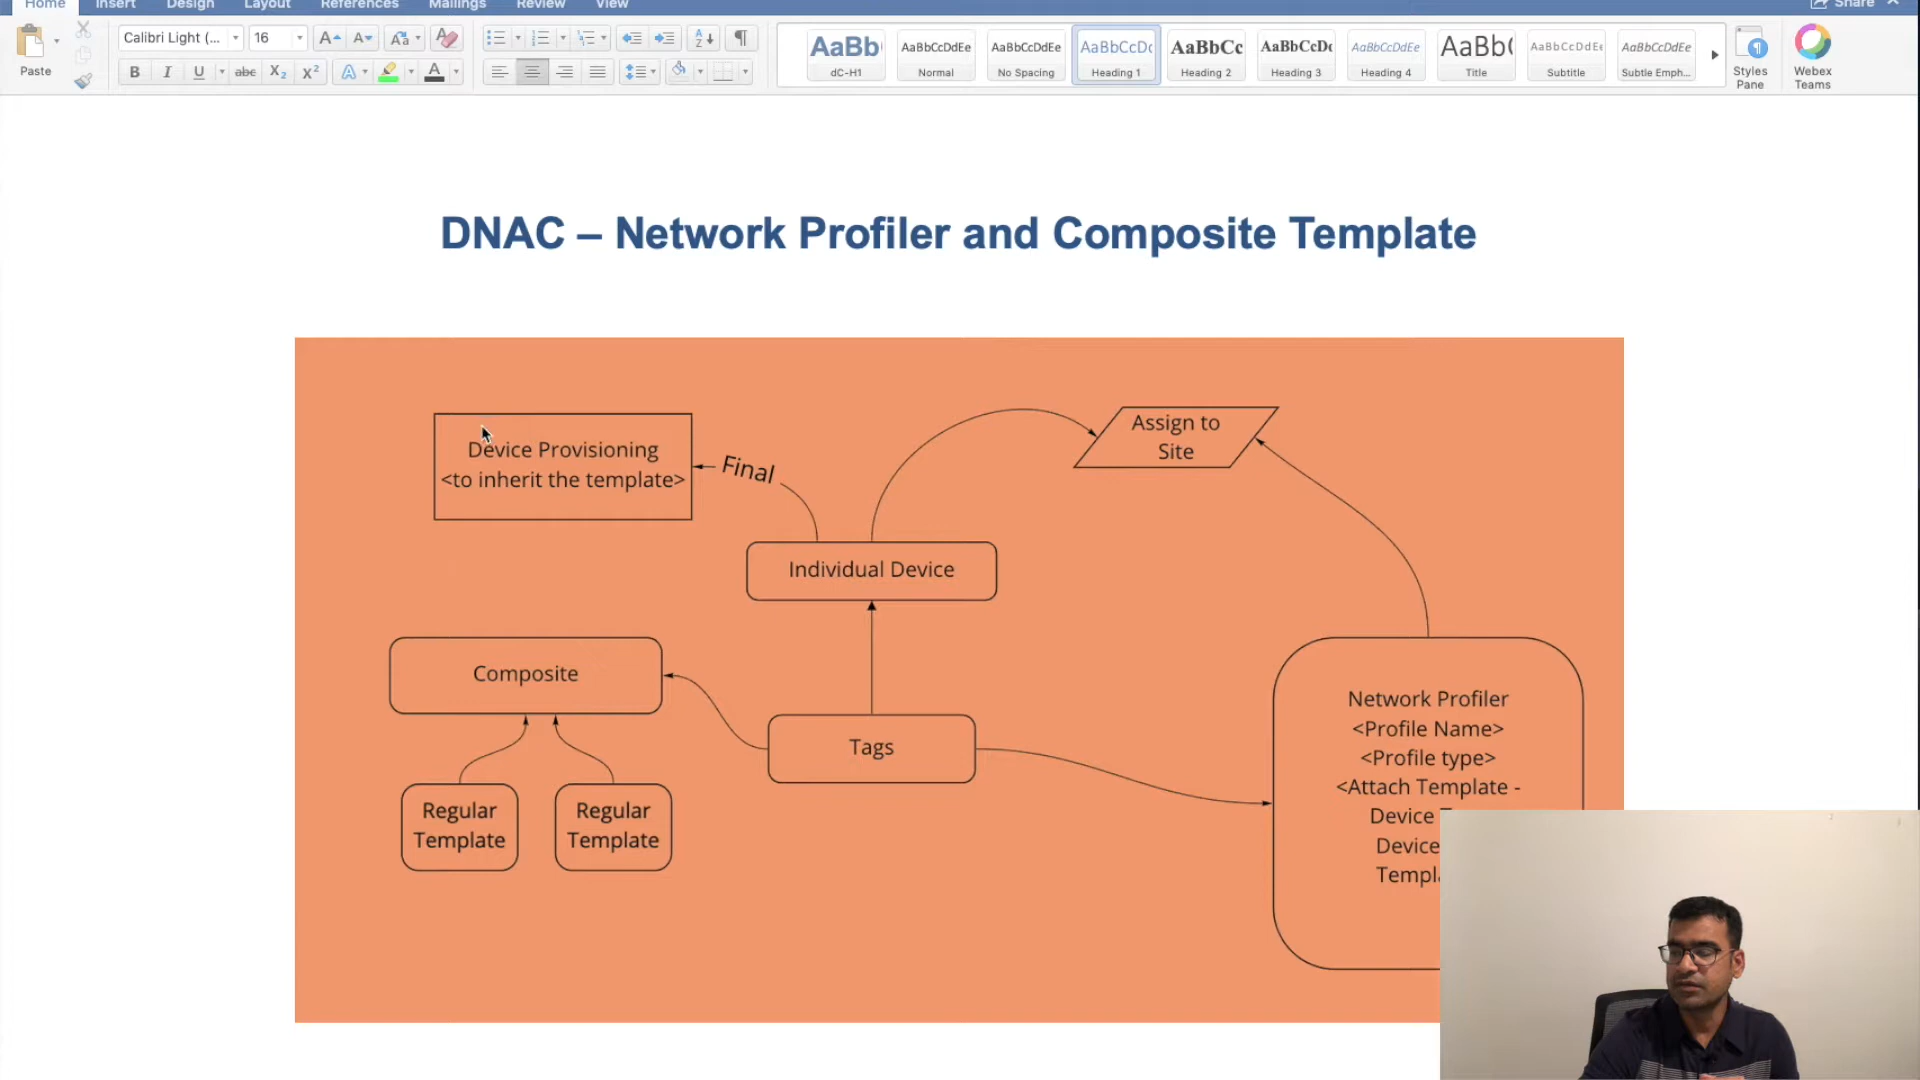 Home Insert Design Layout References Mailings Review View Share
Calibri Light (... 16
Paste
AaBb AaBbCcDdEe AaBbCcDdEe AaBbCcDc AaBbCc AaBbCcDc AaBbCcDdEe AaBb( AaBbCcDdEe AaBbCcDdEe
dC-H1 Normal No Spacing Heading 1 Heading 2 Heading 3 Heading 4 Title Subtitle Subtle Emph...
Styles Pane
Webex Teams
DNAC – Network Profiler and Composite Template
Device Provisioning
<to inherit the template>
Final
Assign to
Site
Individual Device
Composite
Tags
Regular
Template
Regular
Template
Network Profiler
<Profile Name>
<Profile type>
<Attach Template -
Device
Device
Templ